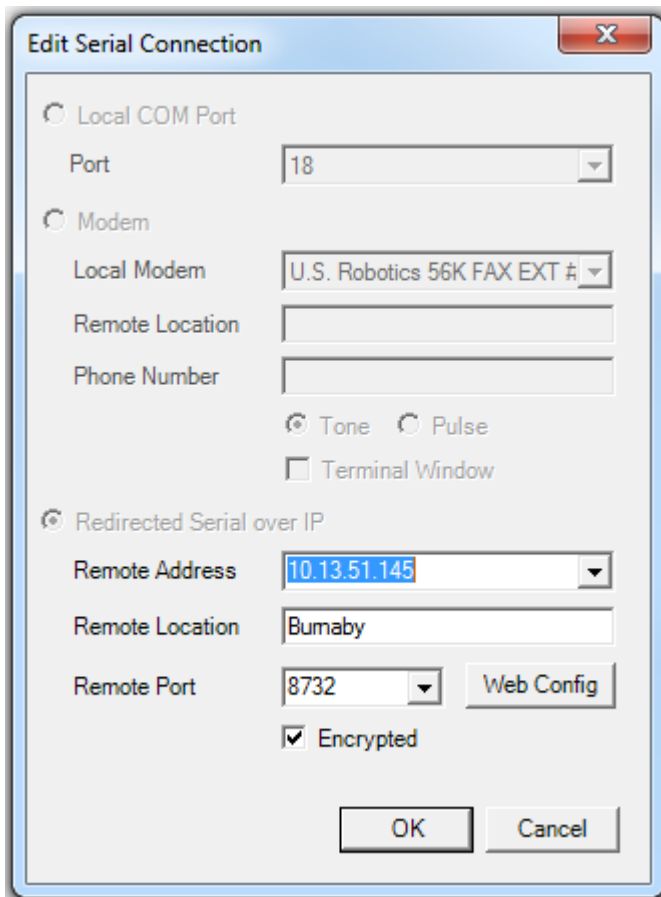 Edit Serial Connection
Local COM Port
Port 18
Modem
Local Modem U.S. Robotics 56K FAX EXT #
Remote Location
Phone Number
Tone Pulse
Terminal Window
Redirected Serial over IP
Remote Address 10.13.51.145
Remote Location Burnaby
Remote Port 8732 Web Config
Encrypted
OK Cancel